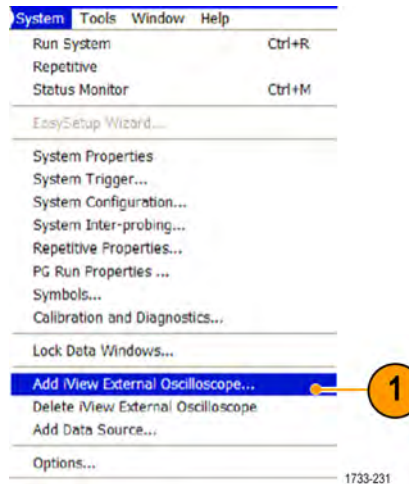 System Tools Window Help
Run System Ctrl+R
Repetitive
Status Monitor Ctrl+M
EasySetup Wizard...
System Properties
System Trigger...
System Configuration...
System Inter-probing...
Repetitive Properties...
PG Run Properties ...
Symbols...
Calibration and Diagnostics...
Lock Data Windows...
Add iView External Oscilloscope...
1
Delete iView External Oscilloscope
Add Data Source...
Options...
1733-231